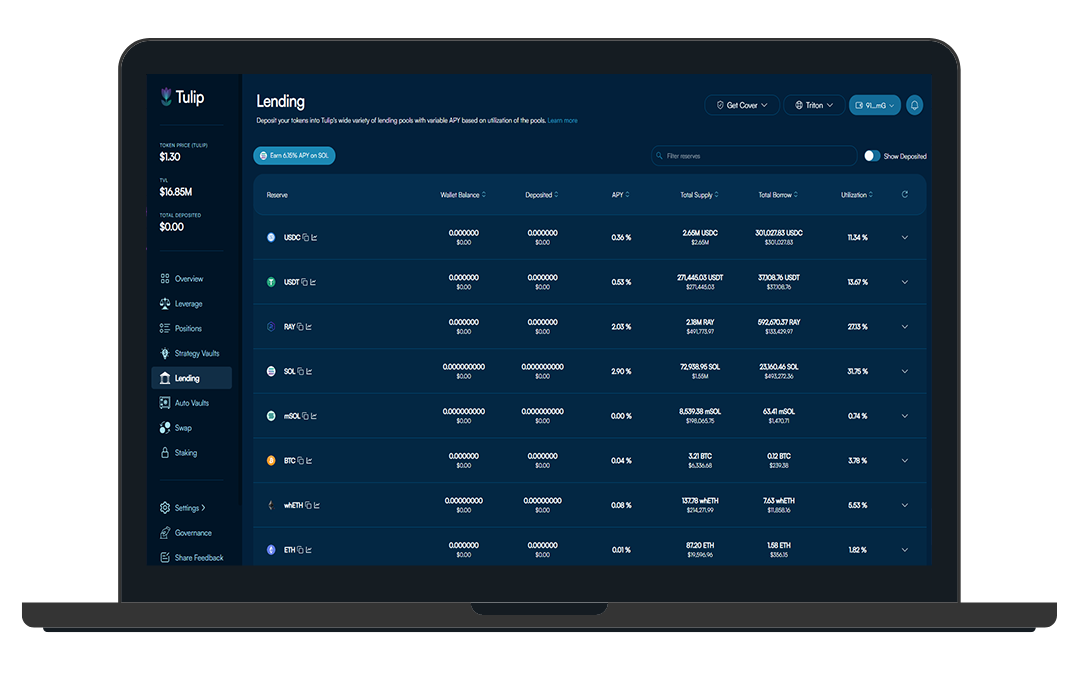 Tulip
TOKEN PRICE (TULIP)
$1.30
TVL
$16.85M
TOTAL DEPOSITED
$0.00
Overview
Leverage
Positions
Strategy Vaults
Lending
Auto Vaults
Swap
Staking
Settings
Governance
Share Feedback
Lending
Deposit your tokens into Tulip's wide variety of lending pools with variable APY based on utilization of the pools. Learn more
Get Cover
Triton
91...mG
Earn 6.15% APY on SOL
Filter reserves
Show Deposited
Reserve Wallet Balance Deposited APY Total Supply Total Borrow Utilization
USDC 0.000000 0.000000 0.36 % 2.65M USDC 301,027.83 USDC 11.34 %
$0.00 $0.00 $2.65M $301,027.83
USDT 0.000000 0.000000 0.53 % 271,445.03 USDT 37,108.76 USDT 13.67 %
$0.00 $0.00 $271,445.03 $37,108.76
RAY 0.000000 0.000000 2.03 % 2.18M RAY 592,670.37 RAY 27.13 %
$0.00 $0.00 $491,773.97 $133,429.97
SOL 0.000000000 0.000000000 2.90 % 72,938.95 SOL 23,160.46 SOL 31.75 %
$0.00 $0.00 $1.55M $493,272.36
mSOL 0.000000000 0.000000000 0.00 % 8,539.38 mSOL 63.41 mSOL 0.74 %
$0.00 $0.00 $198,065.75 $1,470.71
BTC 0.000000 0.000000 0.04 % 3.21 BTC 0.12 BTC 3.78 %
$0.00 $0.00 $6,336.68 $239.38
whETH 0.00000000 0.00000000 0.08 % 137.78 whETH 7.63 whETH 5.53 %
$0.00 $0.00 $214,271.99 $11,858.16
ETH 0.000000 0.000000 0.01 % 87.20 ETH 1.58 ETH 1.82 %
$0.00 $0.00 $19,596.96 $356.15